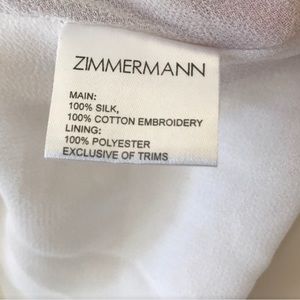 ZIMMERMANN
MAIN:
100% SILK,
100% COTTON EMBROIDERY
LINING:
100% POLYESTER
EXCLUSIVE OF TRIMS